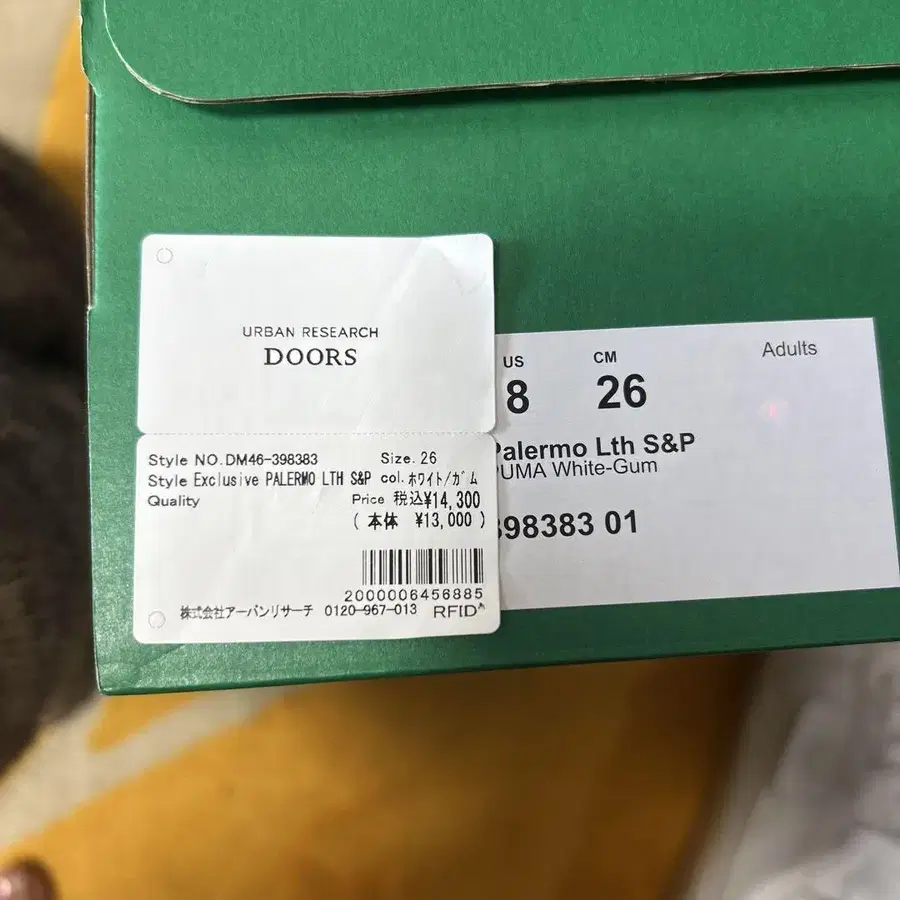 URBAN RESEARCH
DOORS
Style NO.DM46-398383 Size.26
Style Exclusive PALERMO LTH S&P col.ホワイト/ガム
Quality Price 税込¥14,300
( 本体 ¥13,000 )
2000006456885
株式会社アーバンリサーチ 0120-967-013 RFID
US CM Adults
8 26
Palermo Lth S&P
PUMA White-Gum
398383 01